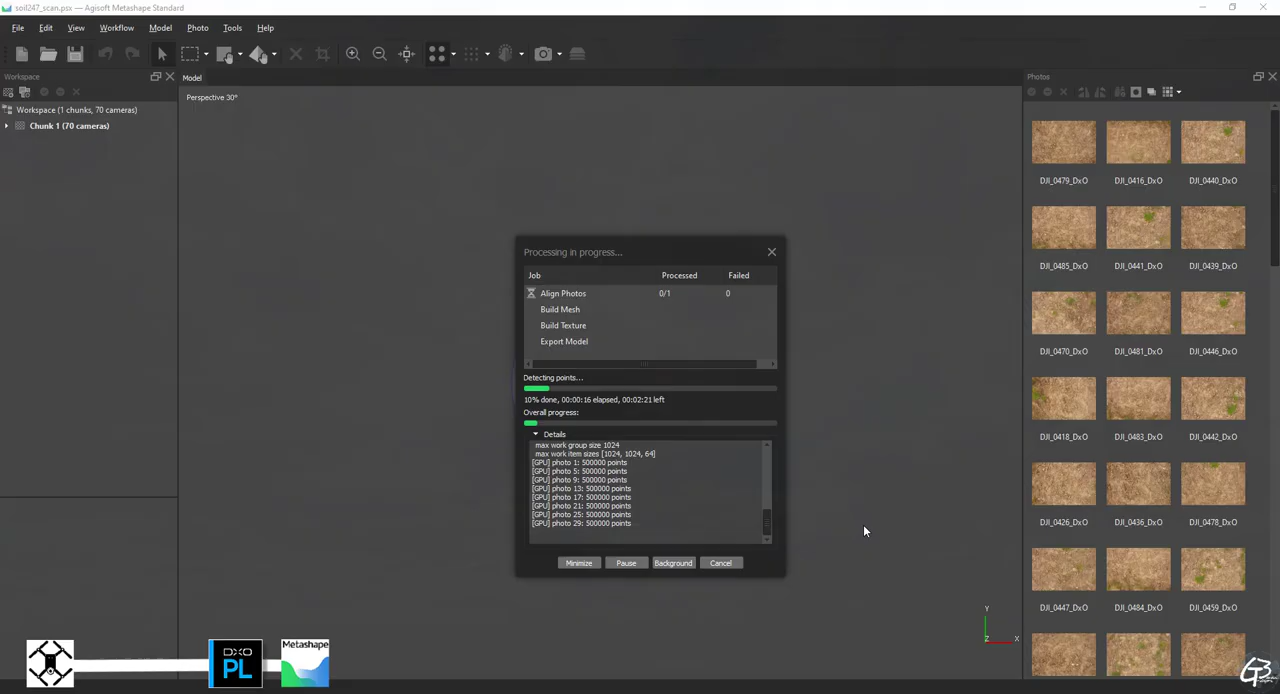 soil247_scan.psx — Agisoft Metashape Standard
File Edit View Workflow Model Photo Tools Help
Workspace
Workspace (1 chunks, 70 cameras)
Chunk 1 (70 cameras)
Model
Perspective 30°
Processing in progress...
Job Processed Failed
Align Photos 0/1 0
Build Mesh
Build Texture
Export Model
Detecting points...
10% done, 00:00:16 elapsed, 00:02:21 left
Overall progress:
Details
max work group size 1024
max work item sizes [1024, 1024, 64]
[GPU] photo 1: 500000 points
[GPU] photo 5: 500000 points
[GPU] photo 9: 500000 points
[GPU] photo 13: 500000 points
[GPU] photo 17: 500000 points
[GPU] photo 21: 500000 points
[GPU] photo 25: 500000 points
[GPU] photo 29: 500000 points
Minimize Pause Background Cancel
Y
Z X
Photos
DJI_0479_DxO DJI_0416_DxO DJI_0440_DxO
DJI_0485_DxO DJI_0441_DxO DJI_0439_DxO
DJI_0470_DxO DJI_0481_DxO DJI_0446_DxO
DJI_0418_DxO DJI_0483_DxO DJI_0442_DxO
DJI_0426_DxO DJI_0436_DxO DJI_0478_DxO
DJI_0447_DxO DJI_0484_DxO DJI_0459_DxO
DXO
PL
Metashape